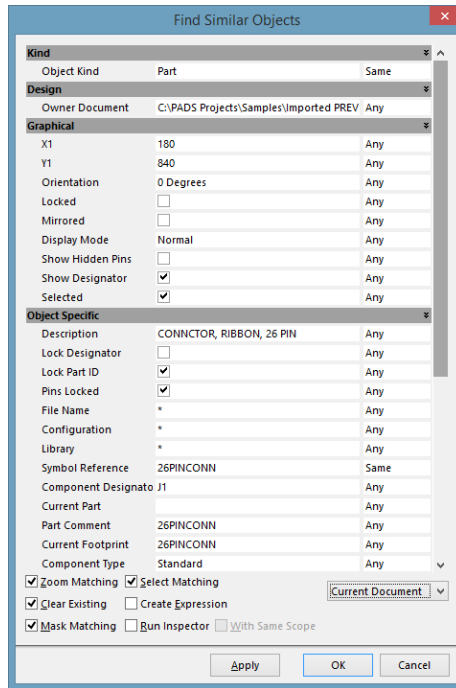 Find Similar Objects
Kind
Object Kind Part Same
Design
Owner Document C:\PADS Projects\Samples\Imported PREV Any
Graphical
X1 180 Any
Y1 840 Any
Orientation 0 Degrees Any
Locked Any
Mirrored Any
Display Mode Normal Any
Show Hidden Pins Any
Show Designator Any
Selected Any
Object Specific
Description CONNCTOR, RIBBON, 26 PIN Any
Lock Designator Any
Lock Part ID Any
Pins Locked Any
File Name * Any
Configuration * Any
Library * Any
Symbol Reference 26PINCONN Same
Component Designato J1 Any
Current Part Any
Part Comment 26PINCONN Any
Current Footprint 26PINCONN Any
Component Type Standard Any
Zoom Matching Select Matching Current Document
Clear Existing Create Expression
Mask Matching Run Inspector With Same Scope
Apply OK Cancel